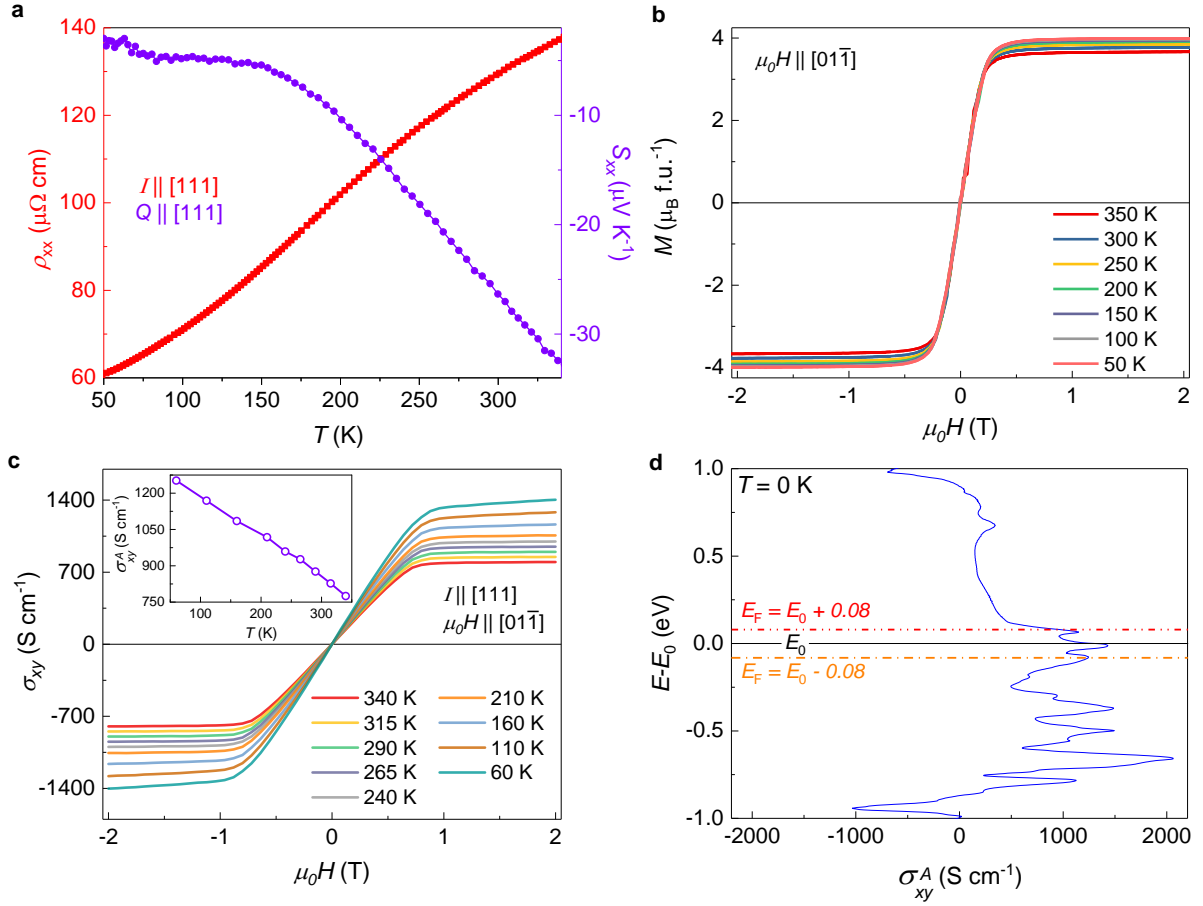 a
140
120
100
80
60
ρxx (μΩ cm)
I || [111]
Q || [111]
-10
-20
-30
Sxx (μV K-1)
50 100 150 200 250 300
T (K)
b
4
2
0
-2
-4
M (μB f.u.-1)
μ0H || [011̅]
350 K
300 K
250 K
200 K
150 K
100 K
50 K
-2 -1 0 1 2
μ0H (T)
c
1400
700
0
-700
-1400
σxy (S cm-1)
1200
1050
900
750
σAxy (S cm-1)
100 200 300
T (K)
I || [111]
μ0H || [011̅]
340 K 210 K
315 K 160 K
290 K 110 K
265 K 60 K
240 K
-2 -1 0 1 2
μ0H (T)
d
1.0
0.5
0.0
-0.5
-1.0
E-E0 (eV)
T = 0 K
EF = E0 + 0.08
E0
EF = E0 - 0.08
-2000 -1000 0 1000 2000
σAxy (S cm-1)